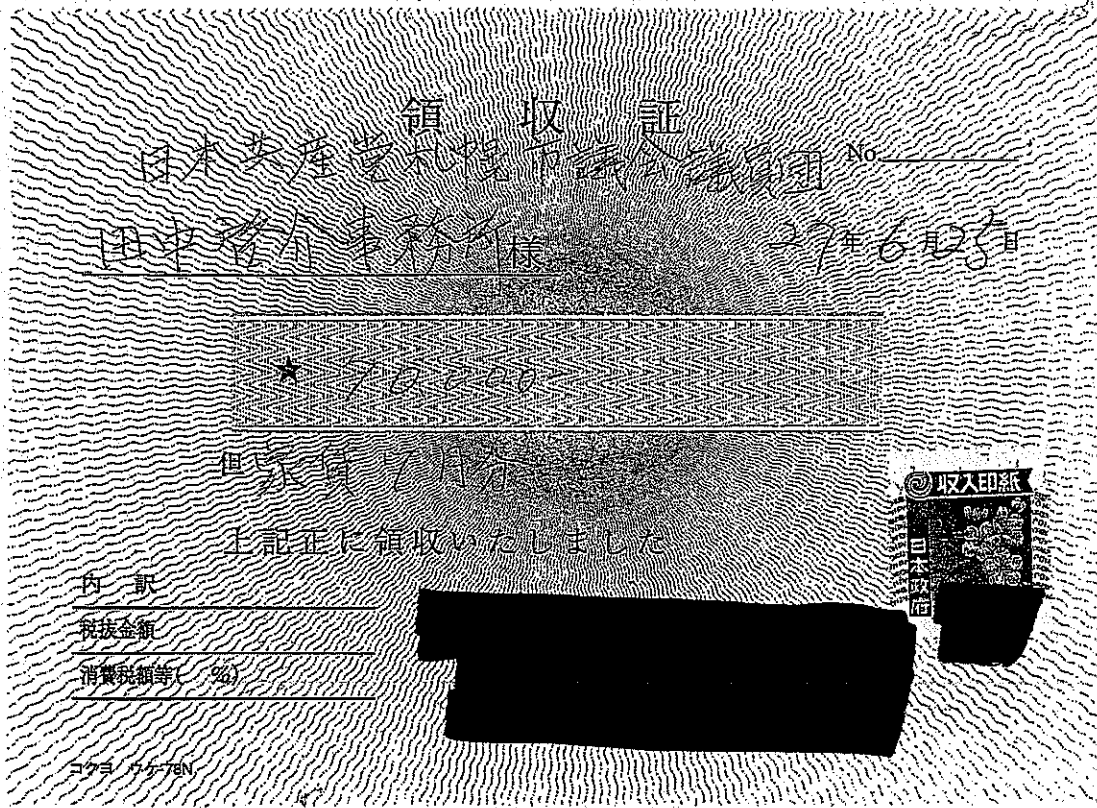 領収証
日本共産党札幌市議会議員団 No.
田中啓介事務所様 27年6月25日
★ 70,000.
但 家賃7月分
上記正に領収いたしました
収入印紙
日本政府
内訳
税抜金額
消費税額等( %)
コクヨ ウケ-78N